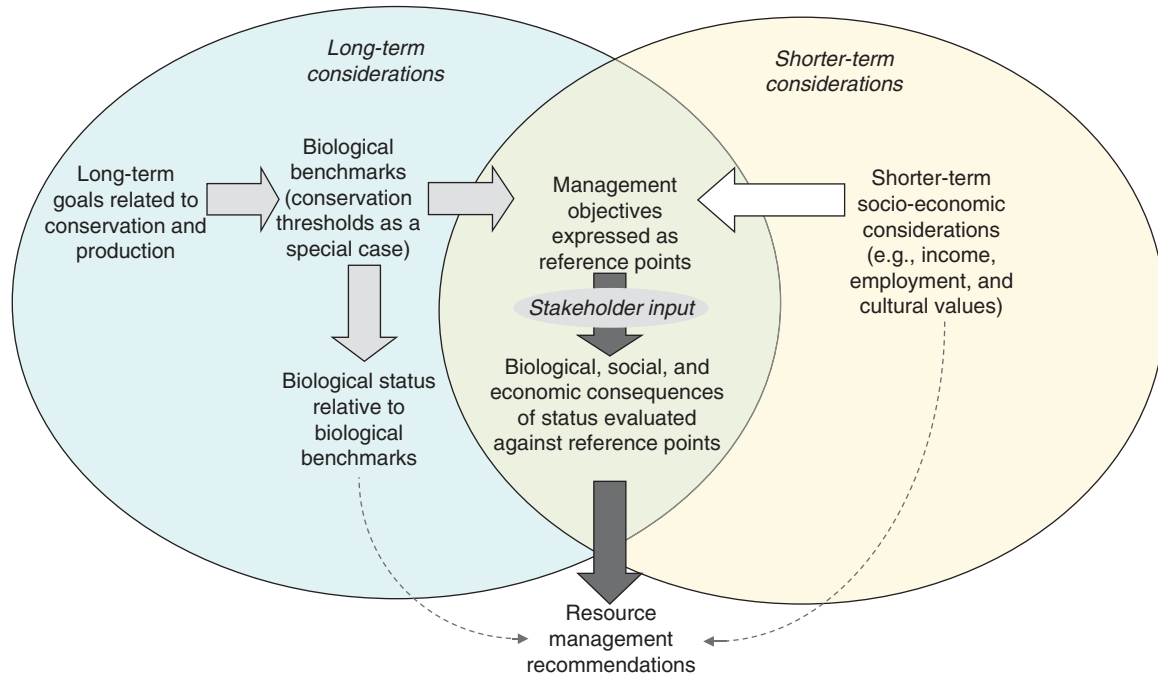 Long-term
considerations
Shorter-term
considerations
Long-term
goals related to
conservation and
production
Biological
benchmarks
(conservation
thresholds as a
special case)
Management
objectives
expressed as
reference points
Shorter-term
socio-economic
considerations
(e.g., income,
employment, and
cultural values)
Stakeholder input
Biological status
relative to
biological
benchmarks
Biological, social, and
economic consequences
of status evaluated
against reference points
Resource
management
recommendations